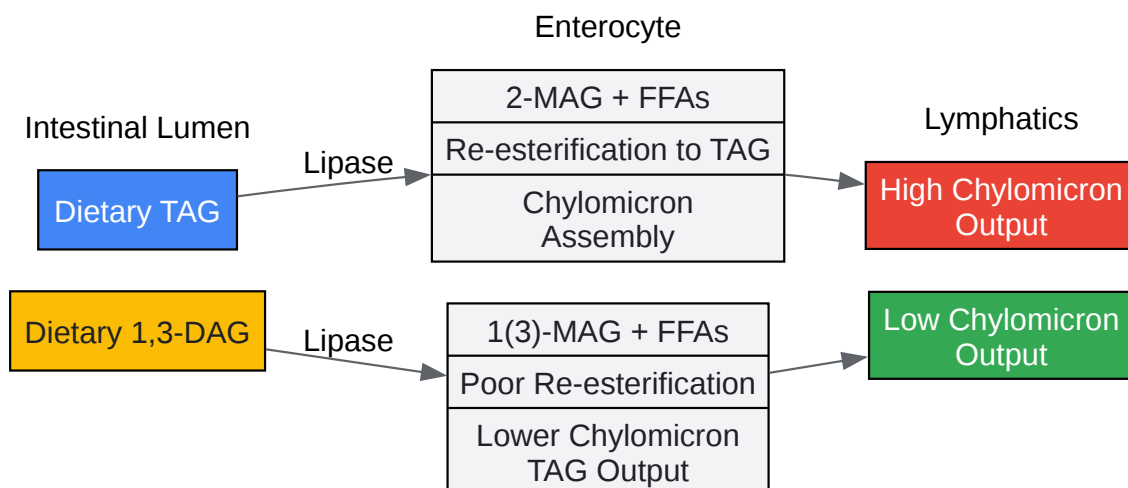 Enterocyte
Intestinal Lumen
Lymphatics
Dietary TAG
Lipase
2-MAG + FFAs
Re-esterification to TAG
Chylomicron
Assembly
High Chylomicron
Output
Dietary 1,3-DAG
Lipase
1(3)-MAG + FFAs
Poor Re-esterification
Lower Chylomicron
TAG Output
Low Chylomicron
Output